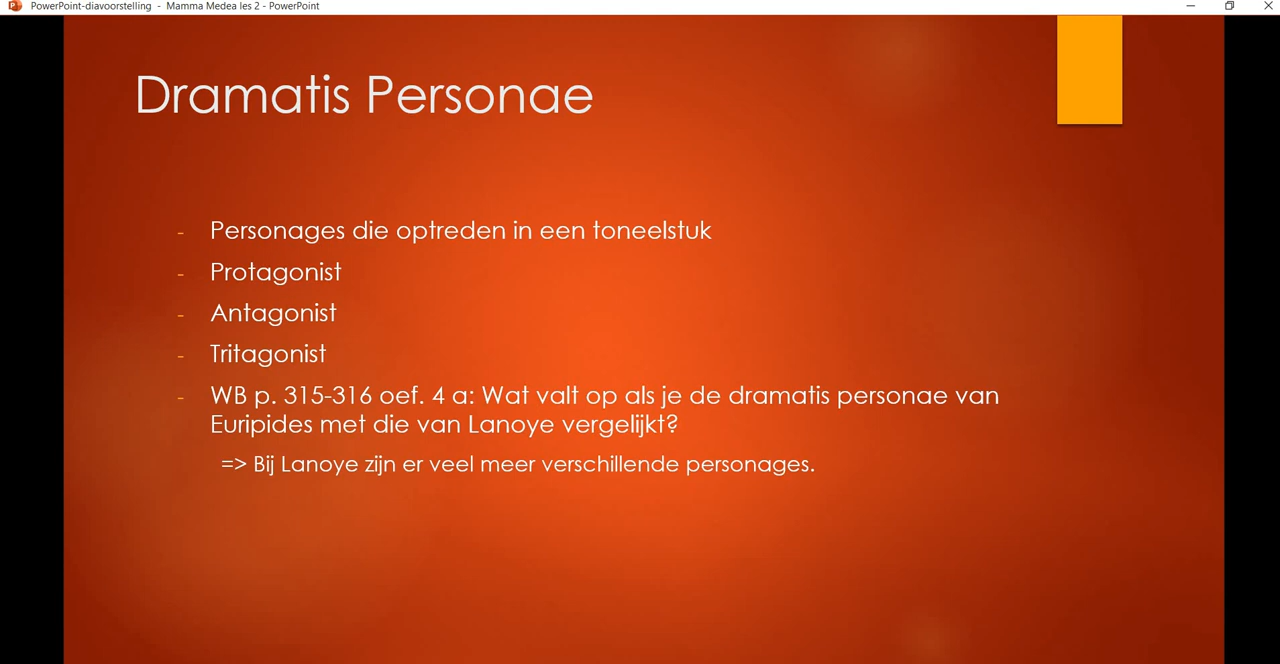 PowerPoint-diavoorstelling - Mamma Medea les 2 - PowerPoint
Dramatis Personae
- Personages die optreden in een toneelstuk
- Protagonist
- Antagonist
- Tritagonist
- WB p. 315-316 oef. 4 a: Wat valt op als je de dramatis personae van
Euripides met die van Lanoye vergelijkt?
=> Bij Lanoye zijn er veel meer verschillende personages.